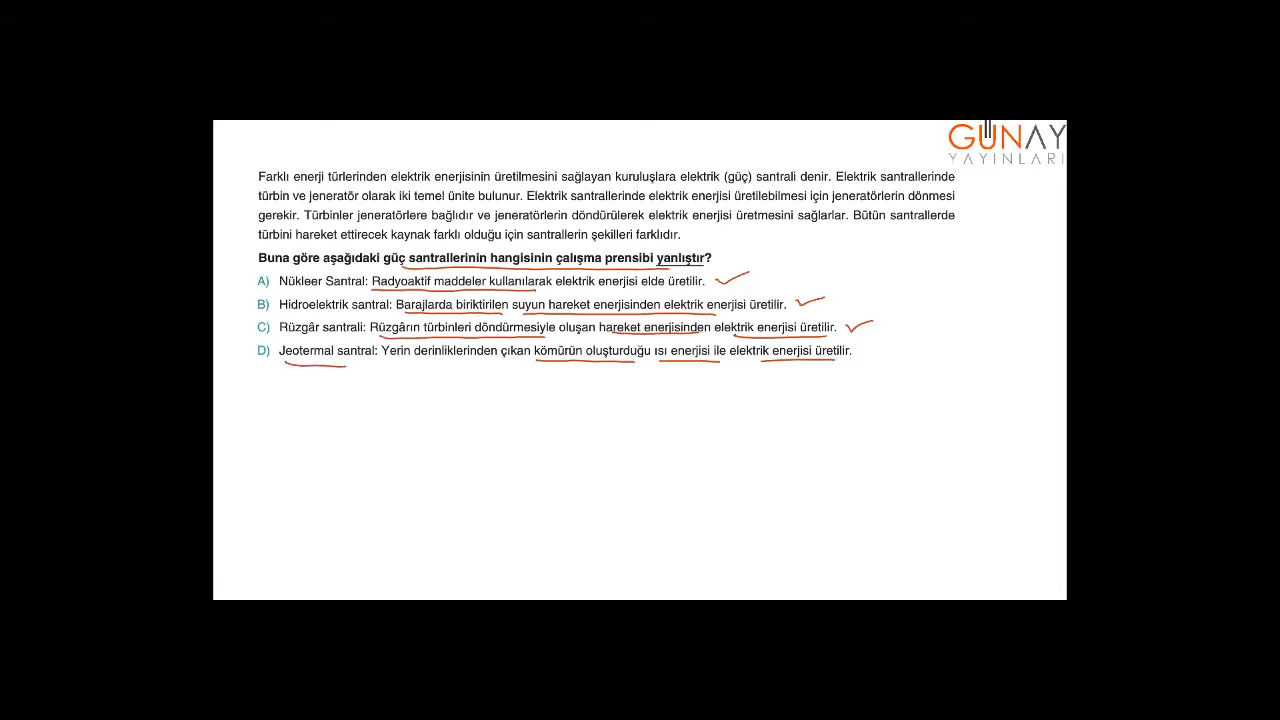 GÜNAY
YAYINLARI
Farklı enerji türlerinden elektrik enerjisinin üretilmesini sağlayan kuruluşlara elektrik (güç) santrali denir. Elektrik santrallerinde
türbin ve jeneratör olarak iki temel ünite bulunur. Elektrik santrallerinde elektrik enerjisi üretilebilmesi için jeneratörlerin dönmesi
gerekir. Türbinler jeneratörlere bağlıdır ve jeneratörlerin döndürülerek elektrik enerjisi üretmesini sağlarlar. Bütün santrallerde
türbini hareket ettirecek kaynak farklı olduğu için santrallerin şekilleri farklıdır.
Buna göre aşağıdaki güç santrallerinin hangisinin çalışma prensibi yanlıştır?
A) Nükleer Santral: Radyoaktif maddeler kullanılarak elektrik enerjisi elde üretilir.
B) Hidroelektrik santral: Barajlarda biriktirilen suyun hareket enerjisinden elektrik enerjisi üretilir.
C) Rüzgâr santrali: Rüzgârın türbinleri döndürmesiyle oluşan hareket enerjisinden elektrik enerjisi üretilir.
D) Jeotermal santral: Yerin derinliklerinden çıkan kömürün oluşturduğu ısı enerjisi ile elektrik enerjisi üretilir.